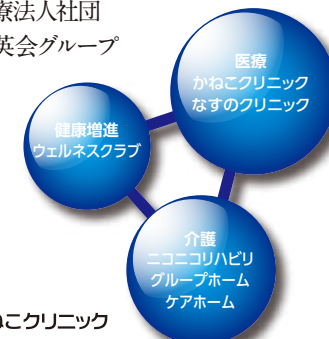 療法人社団
英会グループ
医療
かねこクリニック
なすのクリニック
健康増進
ウェルネスクラブ
介護
ニコニコリハビリ
グループホーム
ケアホーム
ねこクリニック